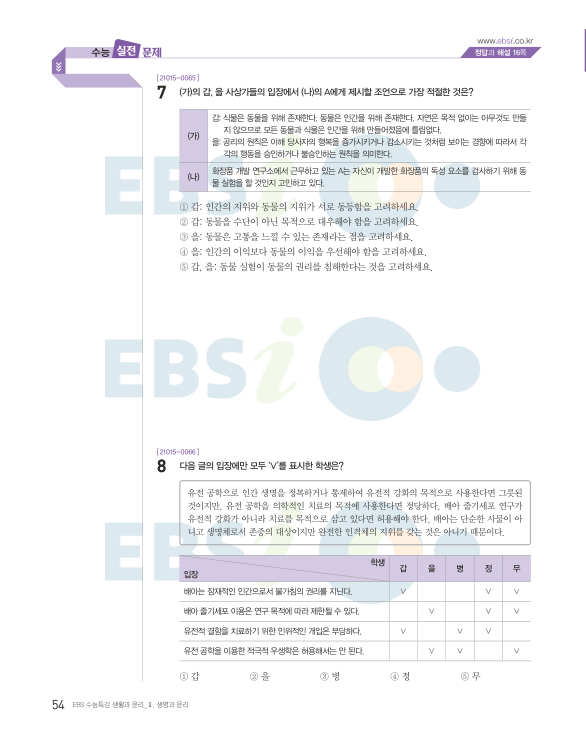 www.ebsi.co.kr
수능 실전 문제
정답과 해설 16쪽
[21015-0065]
7 (가)의 갑, 을 사상가들의 입장에서 (나)의 A에게 제시할 조언으로 가장 적절한 것은?
(가)
갑: 식물은 동물을 위해 존재한다. 동물은 인간을 위해 존재한다. 자연은 목적 없이는 아무것도 만들
지 않으므로 모든 동물과 식물은 인간을 위해 만들어졌음에 틀림없다.
을: 공리의 원칙은 이해 당사자의 행복을 증가시키거나 감소시키는 것처럼 보이는 경향에 따라서 각
각의 행동을 승인하거나 불승인하는 원칙을 의미한다.
(나)
화장품 개발 연구소에서 근무하고 있는 A는 자신이 개발한 화장품의 독성 요소를 검사하기 위해 동
물 실험을 할 것인지 고민하고 있다.
① 갑: 인간의 지위와 동물의 지위가 서로 동등함을 고려하세요.
② 갑: 동물을 수단이 아닌 목적으로 대우해야 함을 고려하세요.
③ 을: 동물은 고통을 느낄 수 있는 존재라는 점을 고려하세요.
④ 을: 인간의 이익보다 동물의 이익을 우선해야 함을 고려하세요.
⑤ 갑, 을: 동물 실험이 동물의 권리를 침해한다는 것을 고려하세요.
EBSi
[21015-0066]
8 다음 글의 입장에만 모두 'V'를 표시한 학생은?
유전 공학으로 인간 생명을 정복하거나 통제하여 유전적 강화의 목적으로 사용한다면 그릇된
것이지만, 유전 공학을 의학적인 치료의 목적에 사용한다면 정당하다. 배아 줄기세포 연구가
유전적 강화가 아니라 치료를 목적으로 삼고 있다면 허용해야 한다. 배아는 단순한 사물이 아
니고 생명체로서 존중의 대상이지만 완전한 인격체의 지위를 갖는 것은 아니기 때문이다.
입장 학생 갑 을 병 정 무
배아는 잠재적인 인간으로서 불가침의 권리를 지닌다. V V V
배아 줄기세포 이용은 연구 목적에 따라 제한될 수 있다. V V V
유전적 결함을 치료하기 위한 인위적인 개입은 부당하다. V V V
유전 공학을 이용한 적극적 우생학은 허용해서는 안 된다. V V V
① 갑 ② 을 ③ 병 ④ 정 ⑤ 무
54 EBS 수능특강 생활과 윤리_Ⅱ. 생명과 윤리